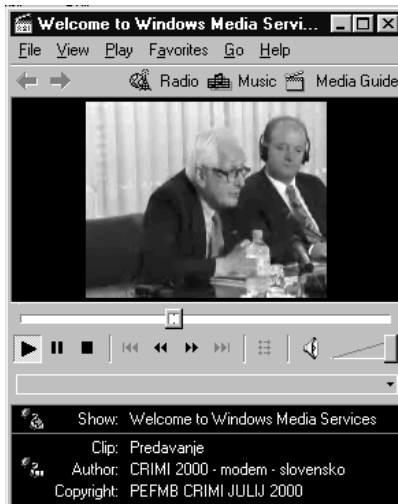 Welcome to Windows Media Servi...
File View Play Favorites Go Help
Radio Music Media Guide
Show: Welcome to Windows Media Services
Clip: Predavanje
Author: CRIMI 2000 - modem - slovensko
Copyright: PEFMB CRIMI JULIJ 2000